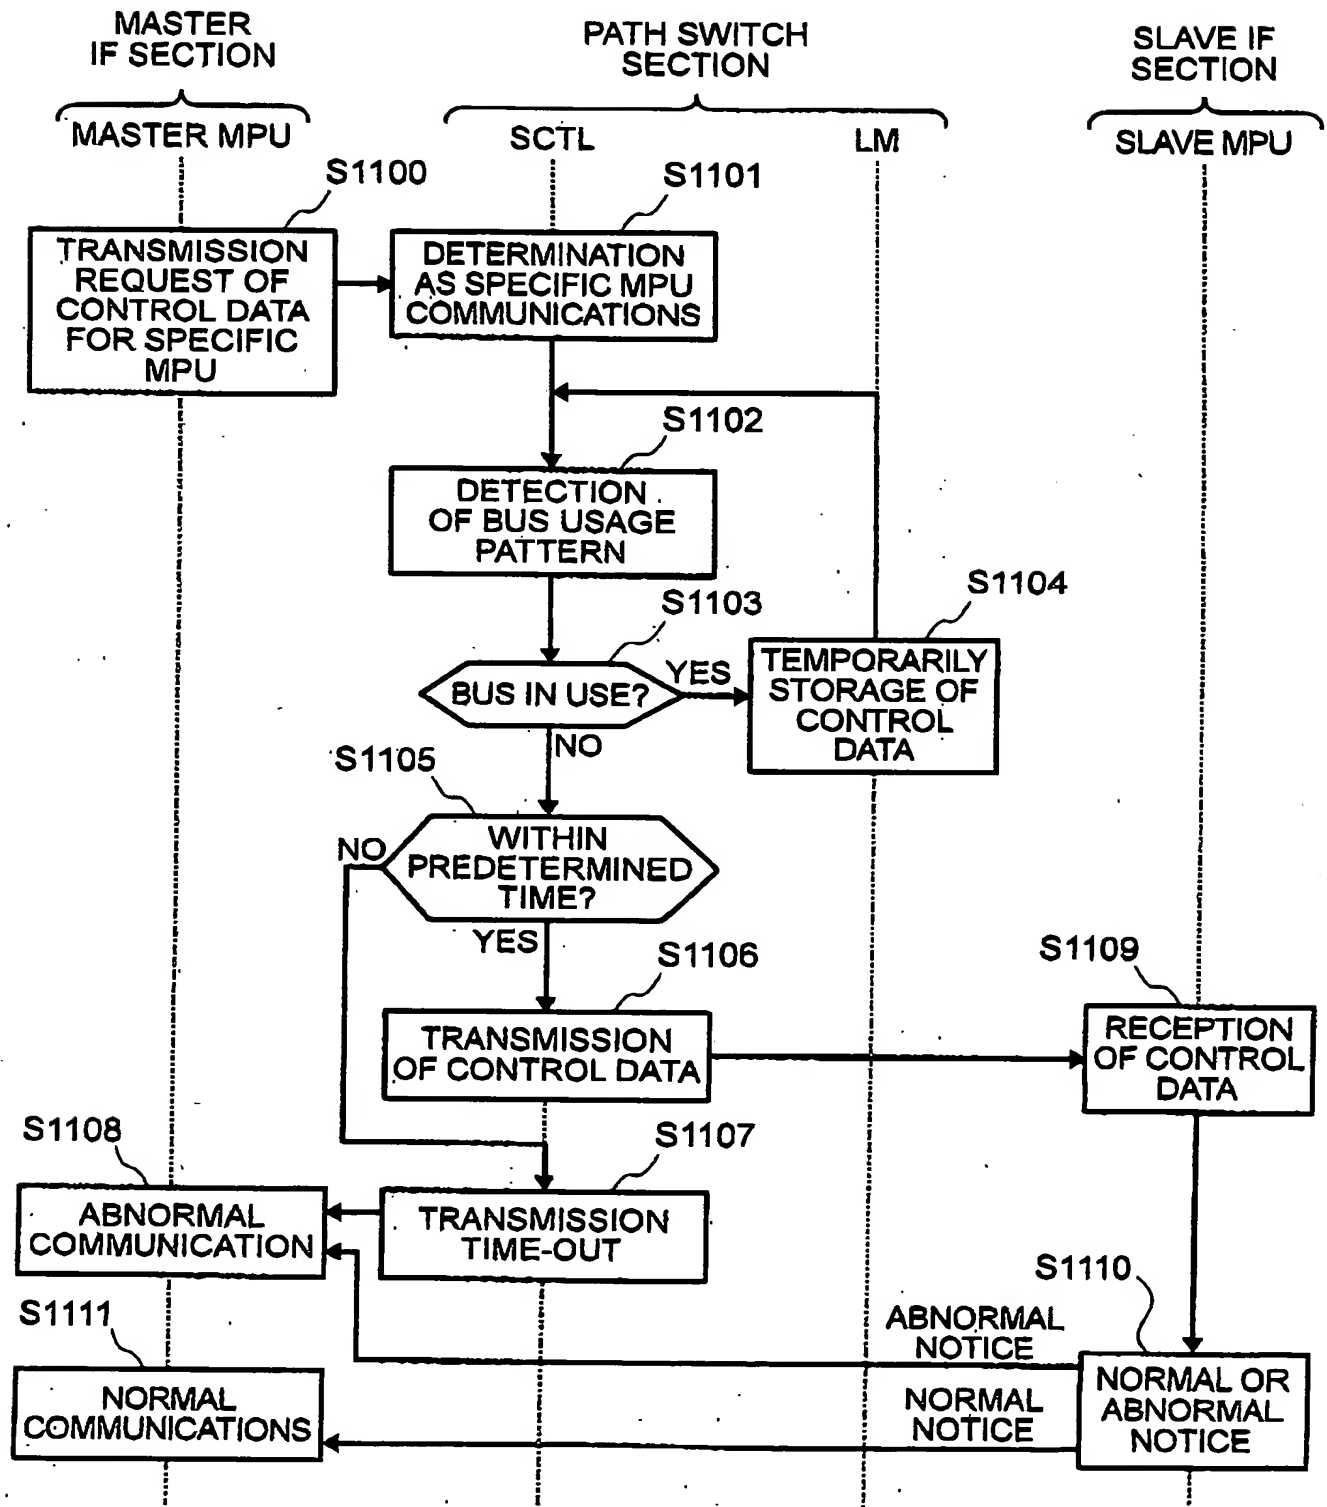 MASTER
IF SECTION
PATH SWITCH
SECTION
SLAVE IF
SECTION
MASTER MPU
SCTL
LM
SLAVE MPU
S1100
S1101
TRANSMISSION
REQUEST OF
CONTROL DATA
FOR SPECIFIC
MPU
DETERMINATION
AS SPECIFIC MPU
COMMUNICATIONS
S1102
DETECTION
OF BUS USAGE
PATTERN
S1103
S1104
BUS IN USE?
YES
TEMPORARILY
STORAGE OF
CONTROL
DATA
NO
S1105
WITHIN
PREDETERMINED
TIME?
NO
YES
S1106
S1109
TRANSMISSION
OF CONTROL DATA
RECEPTION
OF CONTROL
DATA
S1108
S1107
ABNORMAL
COMMUNICATION
TRANSMISSION
TIME-OUT
S1110
S1111
ABNORMAL
NOTICE
NORMAL
COMMUNICATIONS
NORMAL
NOTICE
NORMAL OR
ABNORMAL
NOTICE